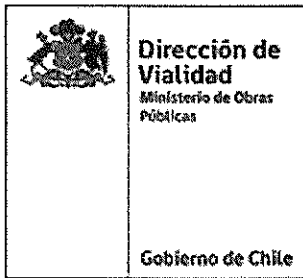 Dirección de
Vialidad
Ministerio de Obras
Públicas
Gobierno de Chile